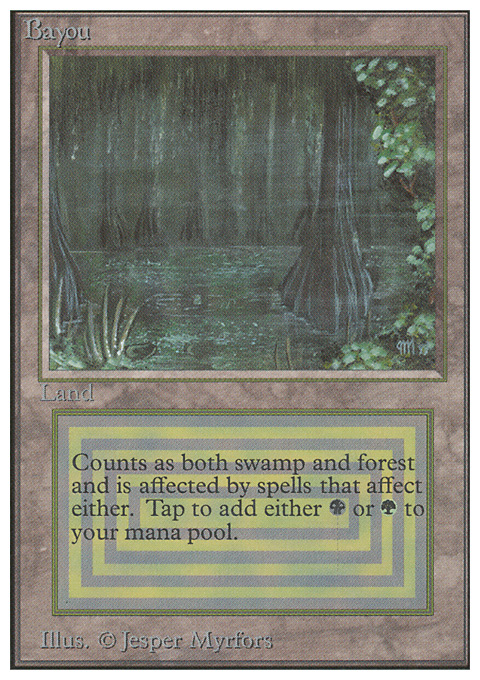 Bayou
Land
Counts as both swamp and forest
and is affected by spells that affect
either. Tap to add either or to
your mana pool.
Illus. © Jesper Myrfors